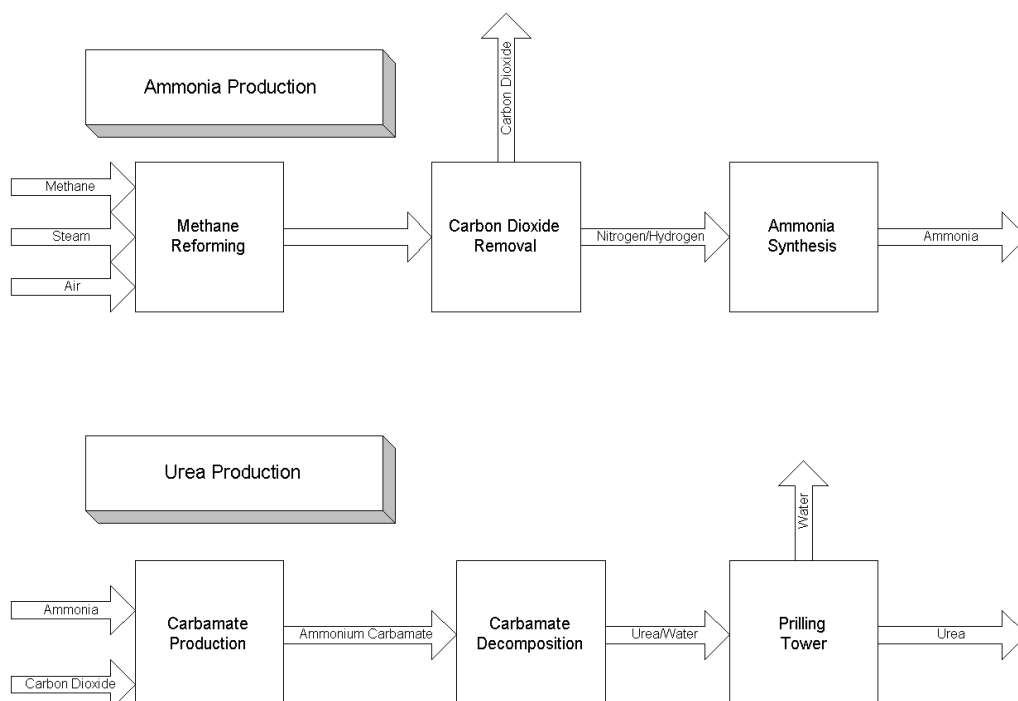 Ammonia Production
Carbon Dioxide
Methane
Steam
Air
Methane
Reforming
Carbon Dioxide
Removal
Nitrogen/Hydrogen
Ammonia
Synthesis
Ammonia
Urea Production
Water
Ammonia
Carbon Dioxide
Carbamate
Production
Ammonium Carbamate
Carbamate
Decomposition
Urea/Water
Prilling
Tower
Urea